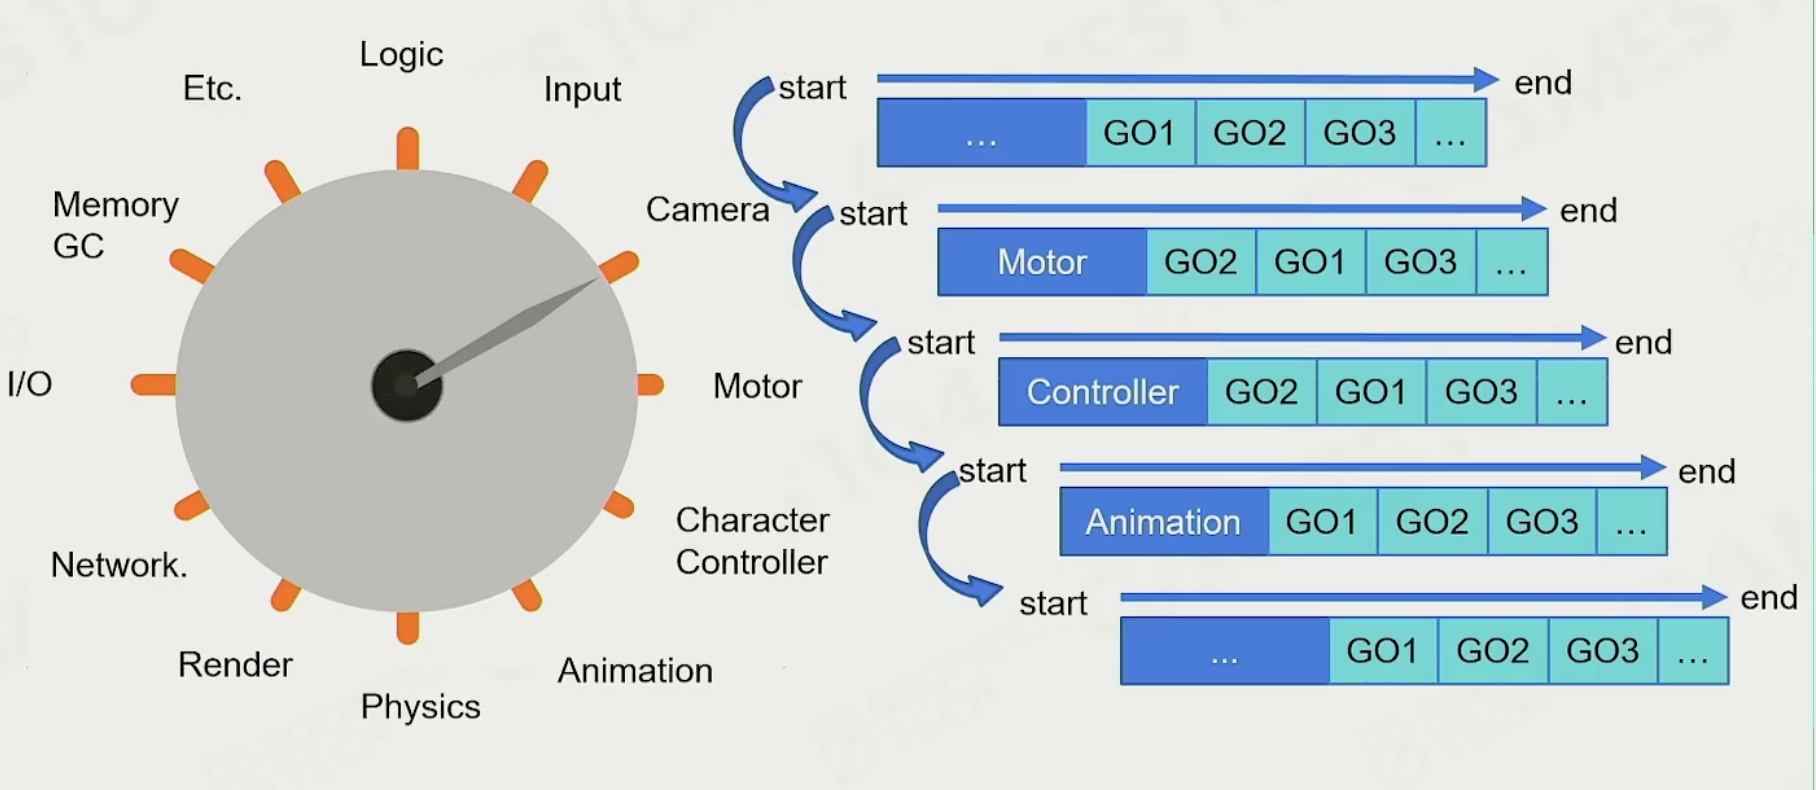 Logic
Input
Camera
Motor
Character
Controller
Animation
Physics
Render
Network.
I/O
Memory
GC
Etc.
start end
... GO1 GO2 GO3 ...
start end
Motor GO2 GO1 GO3 ...
start end
Controller GO2 GO1 GO3 ...
start end
Animation GO1 GO2 GO3 ...
start end
... GO1 GO2 GO3 ...
BOOMING
TECH